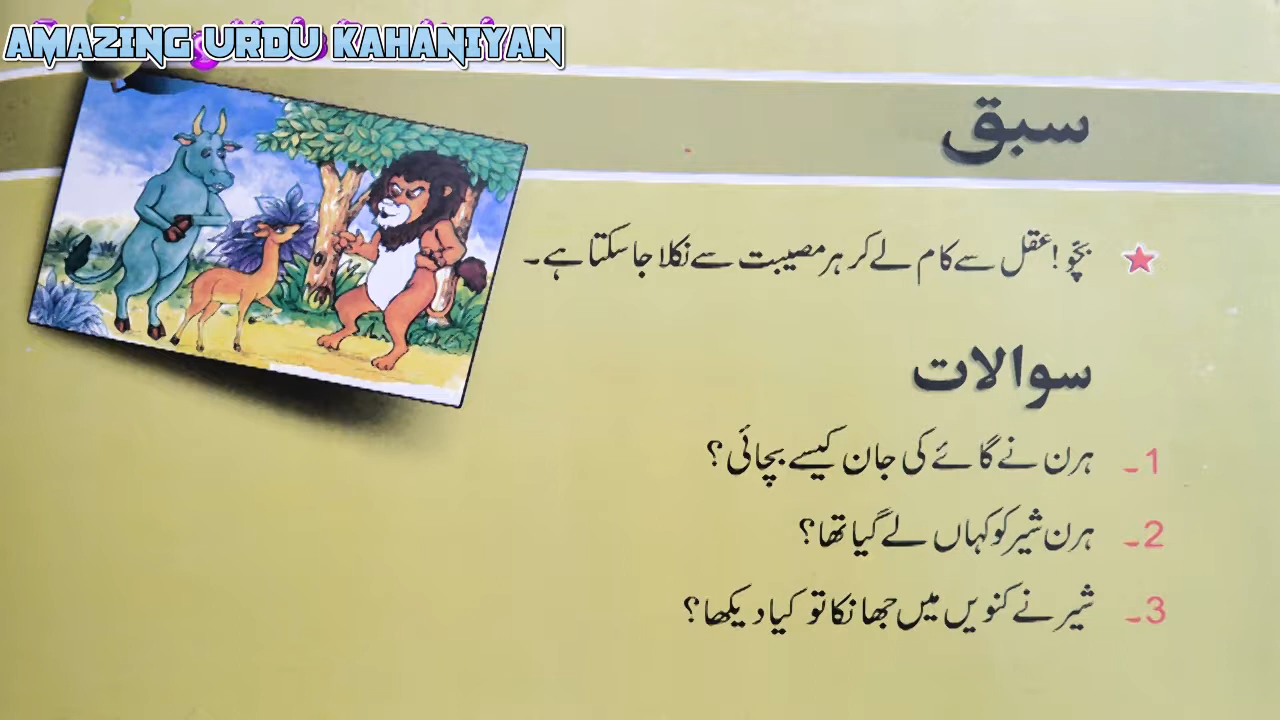 AMAZING URDU KAHANIYAN
سبق
بچّو! عقل سے کام لے کر ہر مصیبت سے نکلا جا سکتا ہے۔
سوالات
1۔ ہرن نے گائے کی جان کیسے بچائی؟
2۔ ہرن شیر کو کہاں لے گیا تھا؟
3۔ شیر نے کنویں میں جھانکا تو کیا دیکھا؟